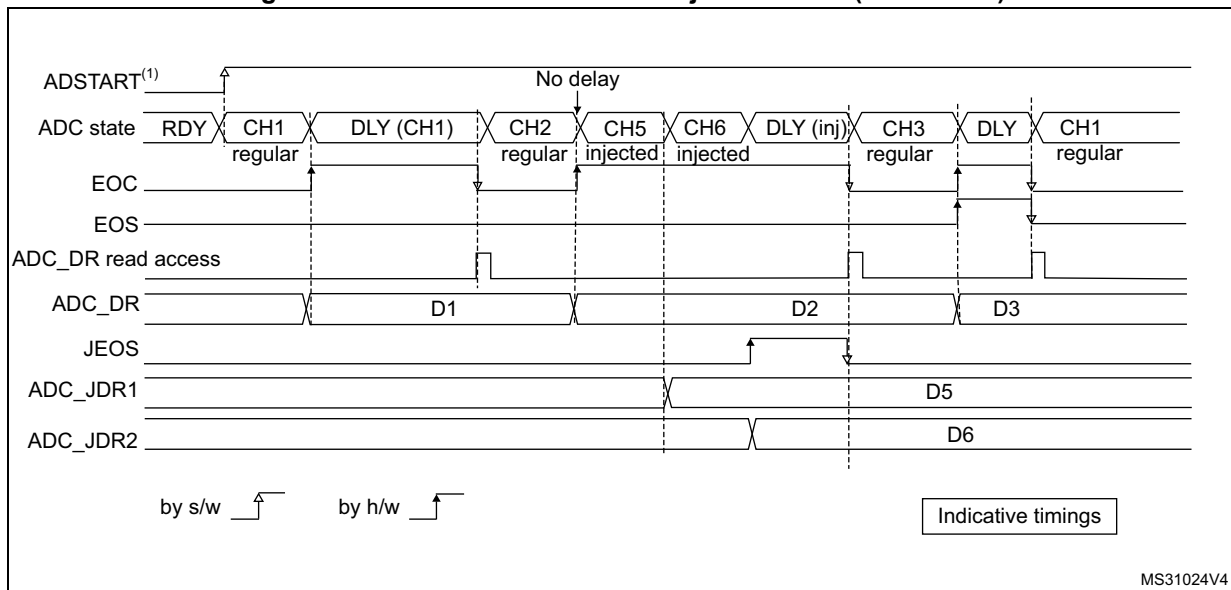 ADSTART(1)
No delay
ADC state RDY CH1 DLY (CH1) CH2 CH5 CH6 DLY (inj) CH3 DLY CH1
regular regular injected injected regular regular
EOC
EOS
ADC_DR read access
ADC_DR D1 D2 D3
JEOS
ADC_JDR1 D5
ADC_JDR2 D6
by s/w by h/w Indicative timings
MS31024V4